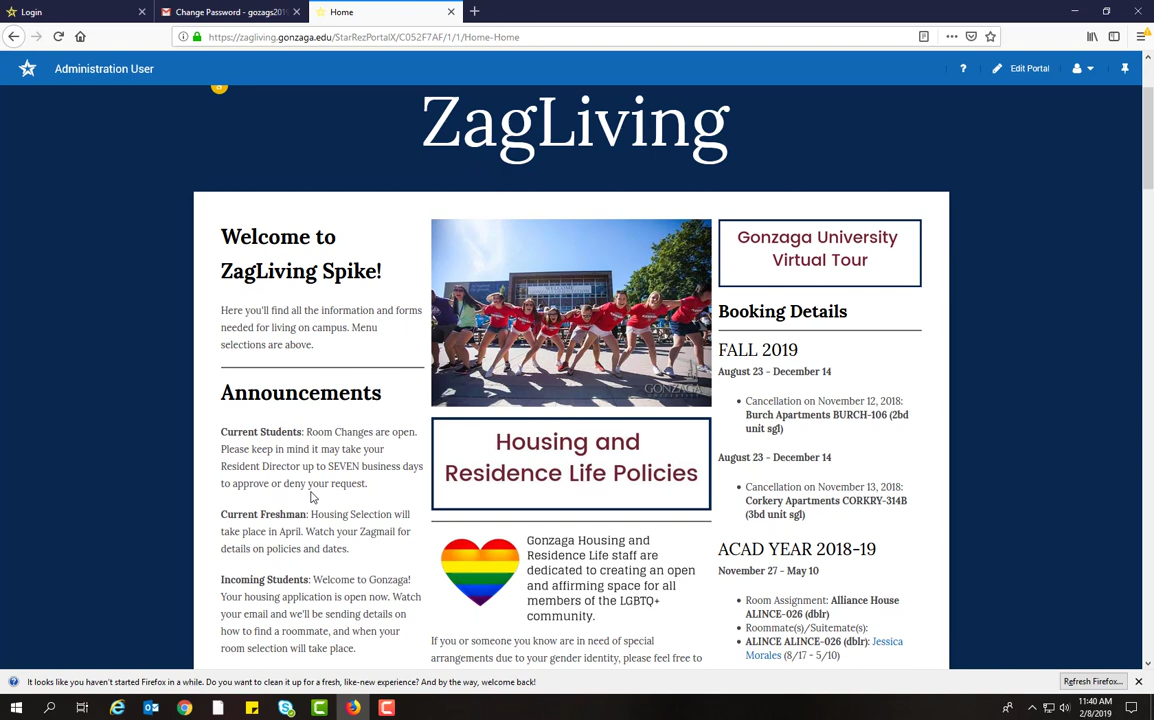 Login
Change Password - gozags201
Home
https://zagliving.gonzaga.edu/StarRezPortalX/C052F7AF/1/1/Home-Home
Administration User
?
Edit Portal
ZagLiving
Welcome to
ZagLiving Spike!
Here you'll find all the information and forms
needed for living on campus. Menu
selections are above.
Announcements
Current Students: Room Changes are open.
Please keep in mind it may take your
Resident Director up to SEVEN business days
to approve or deny your request.
Current Freshman: Housing Selection will
take place in April. Watch your Zagmail for
details on policies and dates.
Incoming Students: Welcome to Gonzaga!
Your housing application is open now. Watch
your email and we'll be sending details on
how to find a roommate, and when your
room selection will take place.
WELCOME
GONZAGA
Housing and
Residence Life Policies
Gonzaga Housing and
Residence Life staff are
dedicated to creating an open
and affirming space for all
members of the LGBTQ+
community.
If you or someone you know are in need of special
arrangements due to your gender identity, please feel free to
Gonzaga University
Virtual Tour
Booking Details
FALL 2019
August 23 - December 14
• Cancellation on November 12, 2018:
Burch Apartments BURCH-106 (2bd
unit sgl)
August 23 - December 14
• Cancellation on November 13, 2018:
Corkery Apartments CORKRY-314B
(3bd unit sgl)
ACAD YEAR 2018-19
November 27 - May 10
• Room Assignment: Alliance House
ALINCE-026 (dblr)
• Roommate(s)/Suitemate(s):
• ALINCE ALINCE-026 (dblr): Jessica
Morales (8/17 - 5/10)
It looks like you haven't started Firefox in a while. Do you want to clean it up for a fresh, like-new experience? And by the way, welcome back!
Refresh Firefox...
11:40 AM
2/8/2019